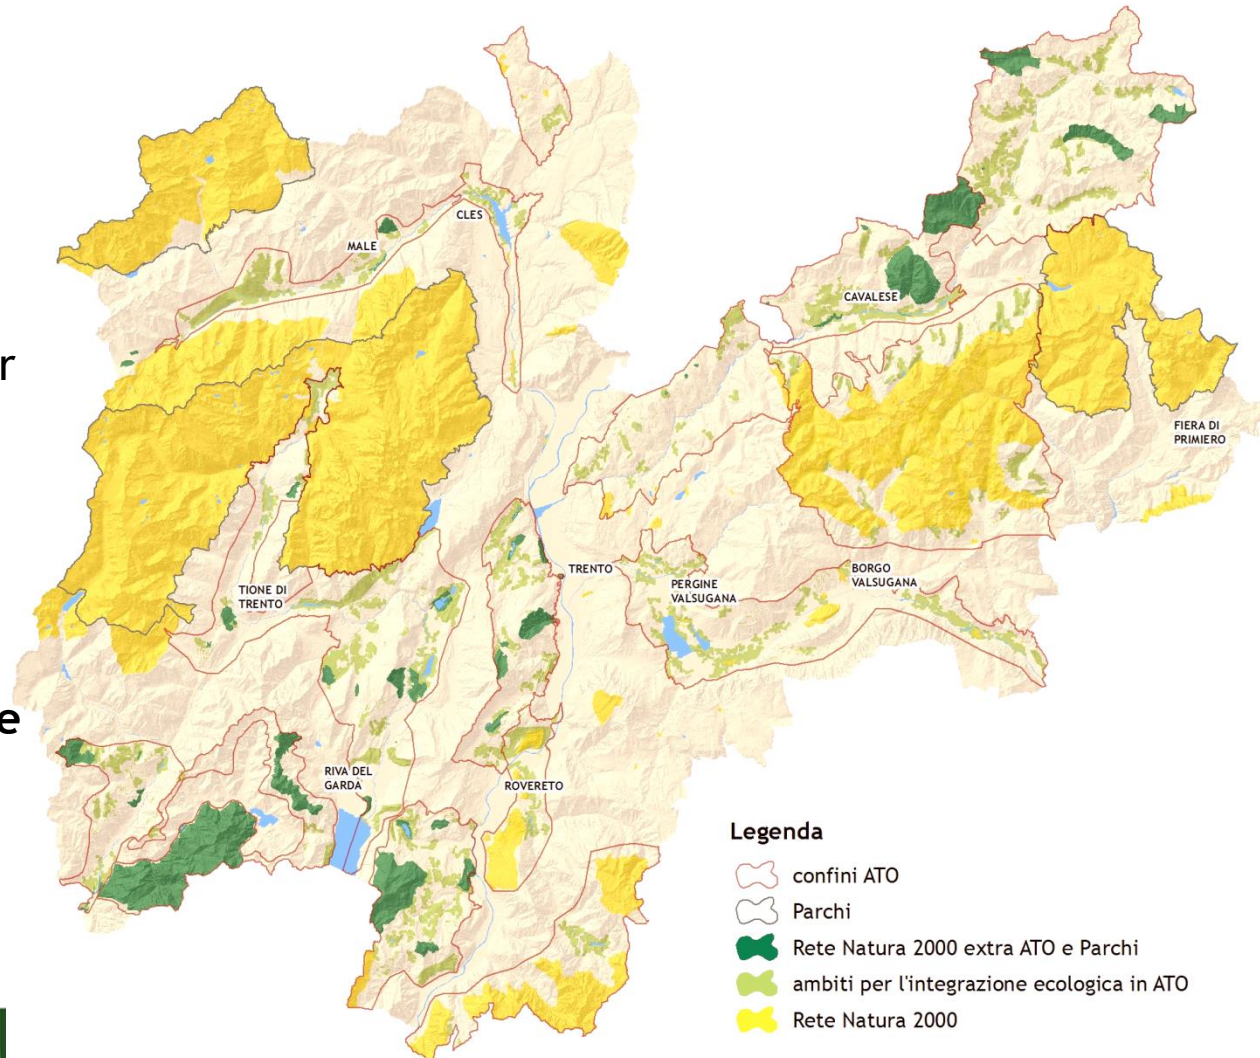 CLES
MALE
CAVALESE
r
FIERA DI
PRIMIERO
TRENTO
BORGO
VALSUGANA
PERGINE
VALSUGANA
TIONE DI
TRENTO
e
RIVA DEL
GARDA
ROVERETO
Legenda
confini ATO
Parchi
Rete Natura 2000 extra ATO e Parchi
ambiti per l'integrazione ecologica in ATO
Rete Natura 2000